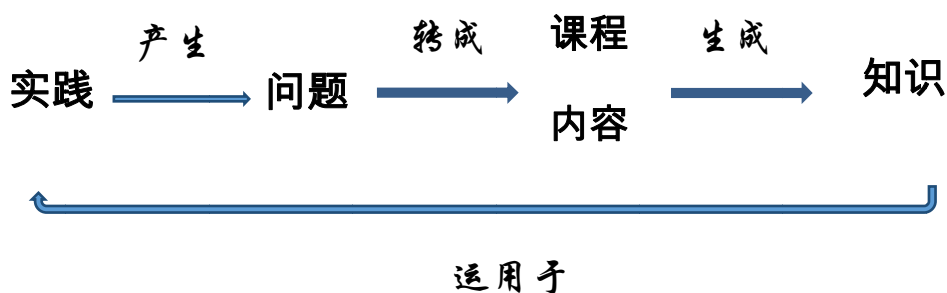 产生
转成
课程
生成
实践
问题
内容
知识
运用于